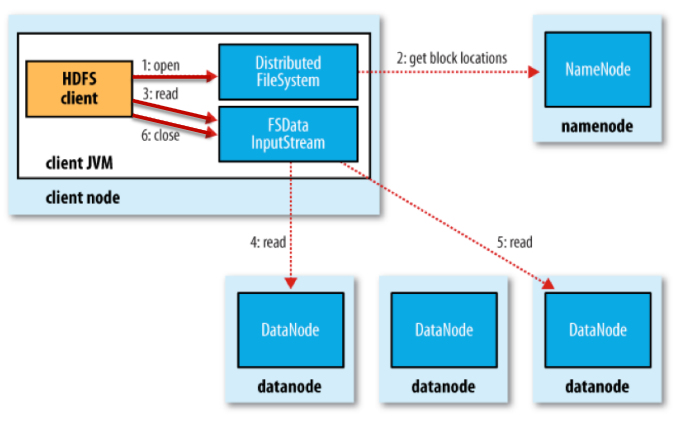 HDFS
client
1: open
3: read
6: close
Distributed
FileSystem
FSData
InputStream
client JVM
client node
2: get block locations
NameNode
namenode
4: read
5: read
DataNode
datanode
DataNode
datanode
DataNode
datanode